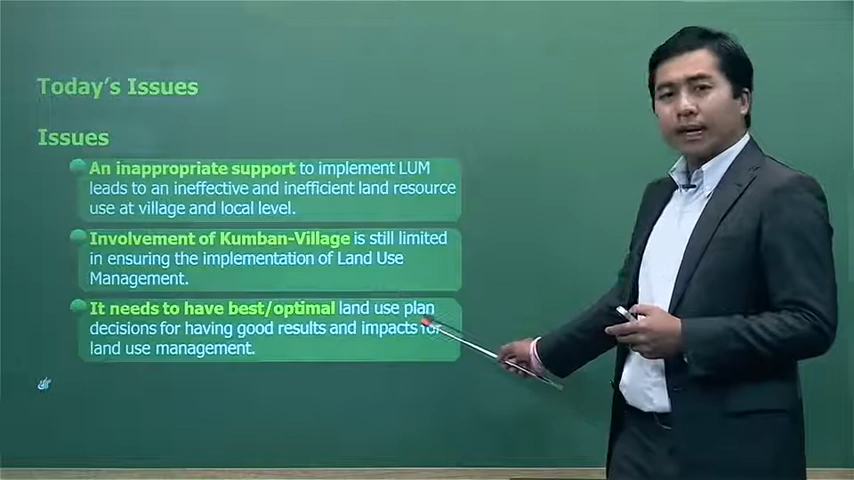 Today's Issues
Issues
An inappropriate support to implement LUM
leads to an ineffective and inefficient land resource
use at village and local level.
Involvement of Kumban-Village is still limited
in ensuring the implementation of Land Use
Management.
It needs to have best/optimal land use plan
decisions for having good results and impacts for
land use management.